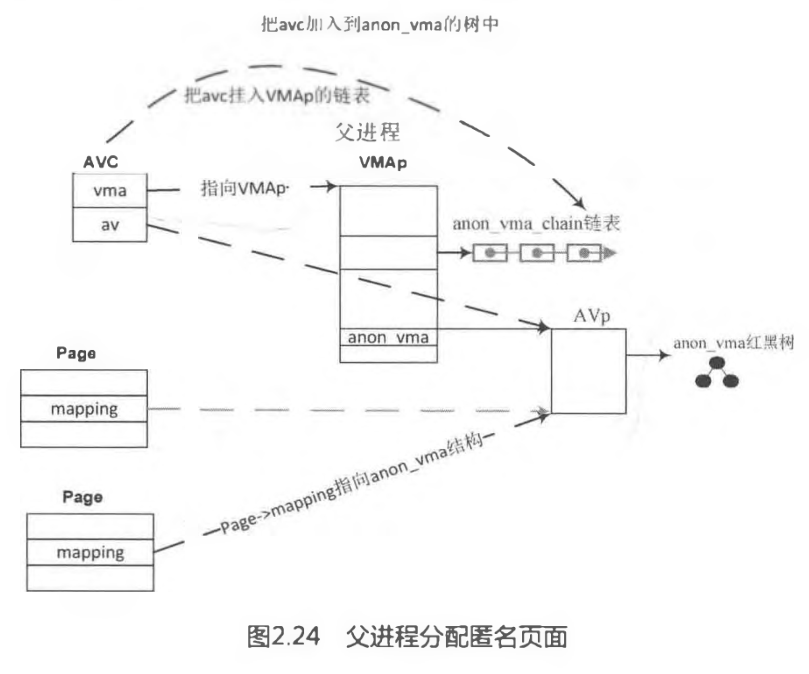 把avc加入到anon_vma的树中
把avc挂入VMAp的链表
父进程
AVC
VMAp
vma
指向VMAp
av
anon_vma_chain链表
AVp
anon_vma
anon_vma红黑树
Page
mapping
Page->mapping指向anon_vma结构
Page
mapping
图2.24 父进程分配匿名页面